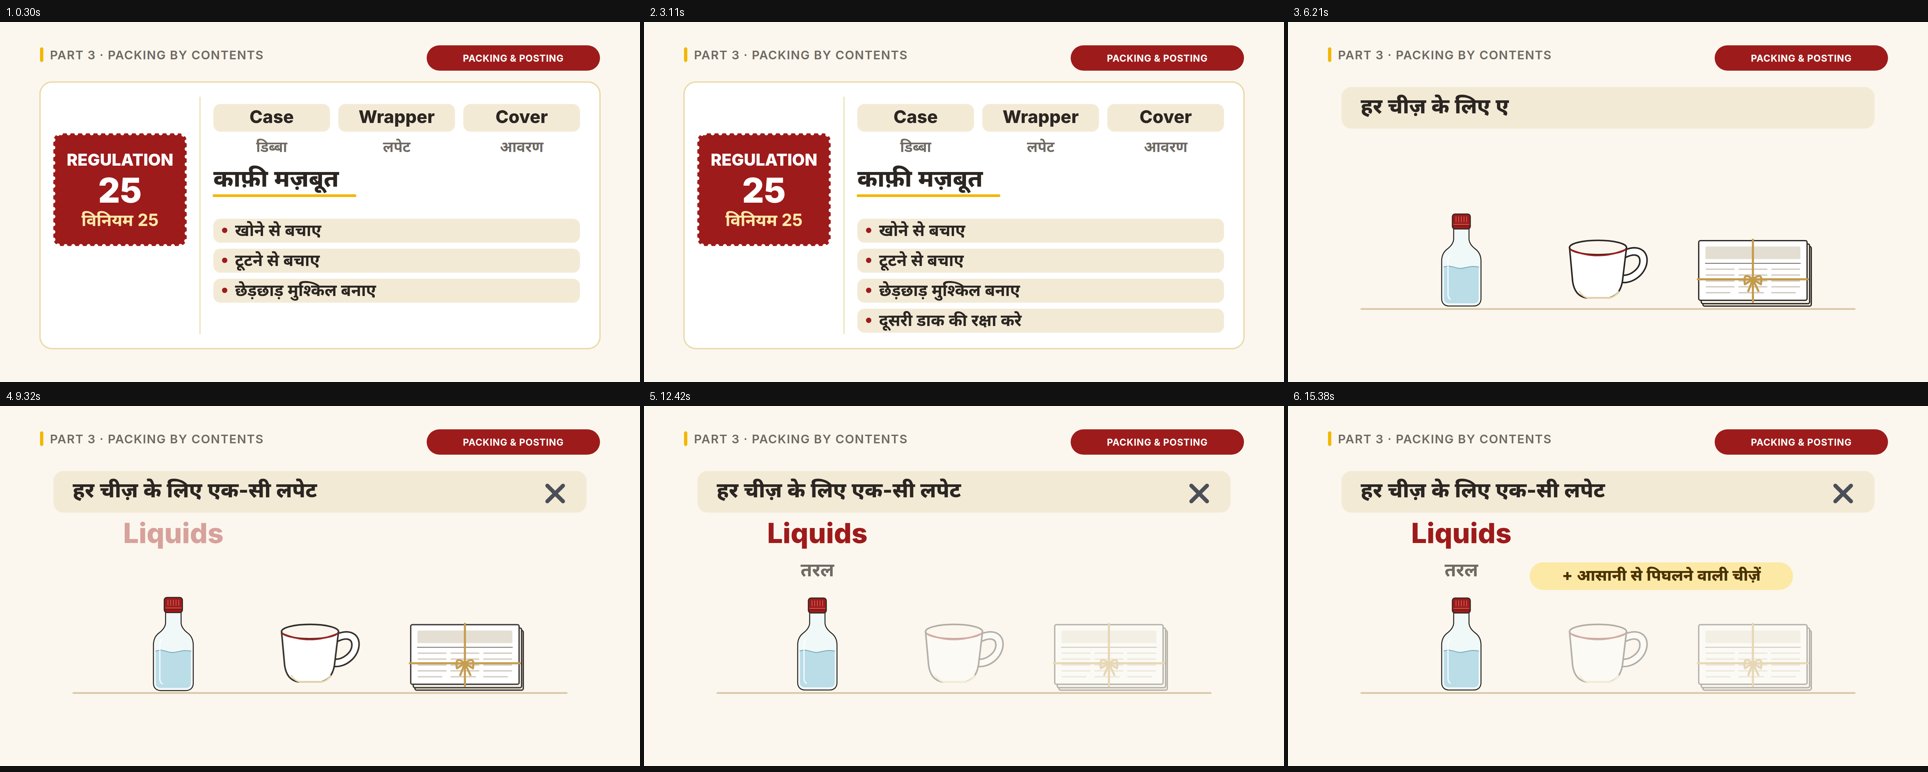 1. 0.30s
PART 3 · PACKING BY CONTENTS
PACKING & POSTING
REGULATION
25
विनियम 25
Case
Wrapper
Cover
डिब्बा
लपेट
आवरण
काफ़ी मज़बूत
• खोने से बचाए
• टूटने से बचाए
• छेड़छाड़ मुश्किल बनाए
2. 3.11s
PART 3 · PACKING BY CONTENTS
PACKING & POSTING
REGULATION
25
विनियम 25
Case
Wrapper
Cover
डिब्बा
लपेट
आवरण
काफ़ी मज़बूत
• खोने से बचाए
• टूटने से बचाए
• छेड़छाड़ मुश्किल बनाए
• दूसरी डाक की रक्षा करे
3. 6.21s
PART 3 · PACKING BY CONTENTS
PACKING & POSTING
हर चीज़ के लिए ए
4. 9.32s
PART 3 · PACKING BY CONTENTS
PACKING & POSTING
हर चीज़ के लिए एक-सी लपेट
Liquids
5. 12.42s
PART 3 · PACKING BY CONTENTS
PACKING & POSTING
हर चीज़ के लिए एक-सी लपेट
Liquids
तरल
6. 15.38s
PART 3 · PACKING BY CONTENTS
PACKING & POSTING
हर चीज़ के लिए एक-सी लपेट
Liquids
तरल
+ आसानी से पिघलने वाली चीज़ें